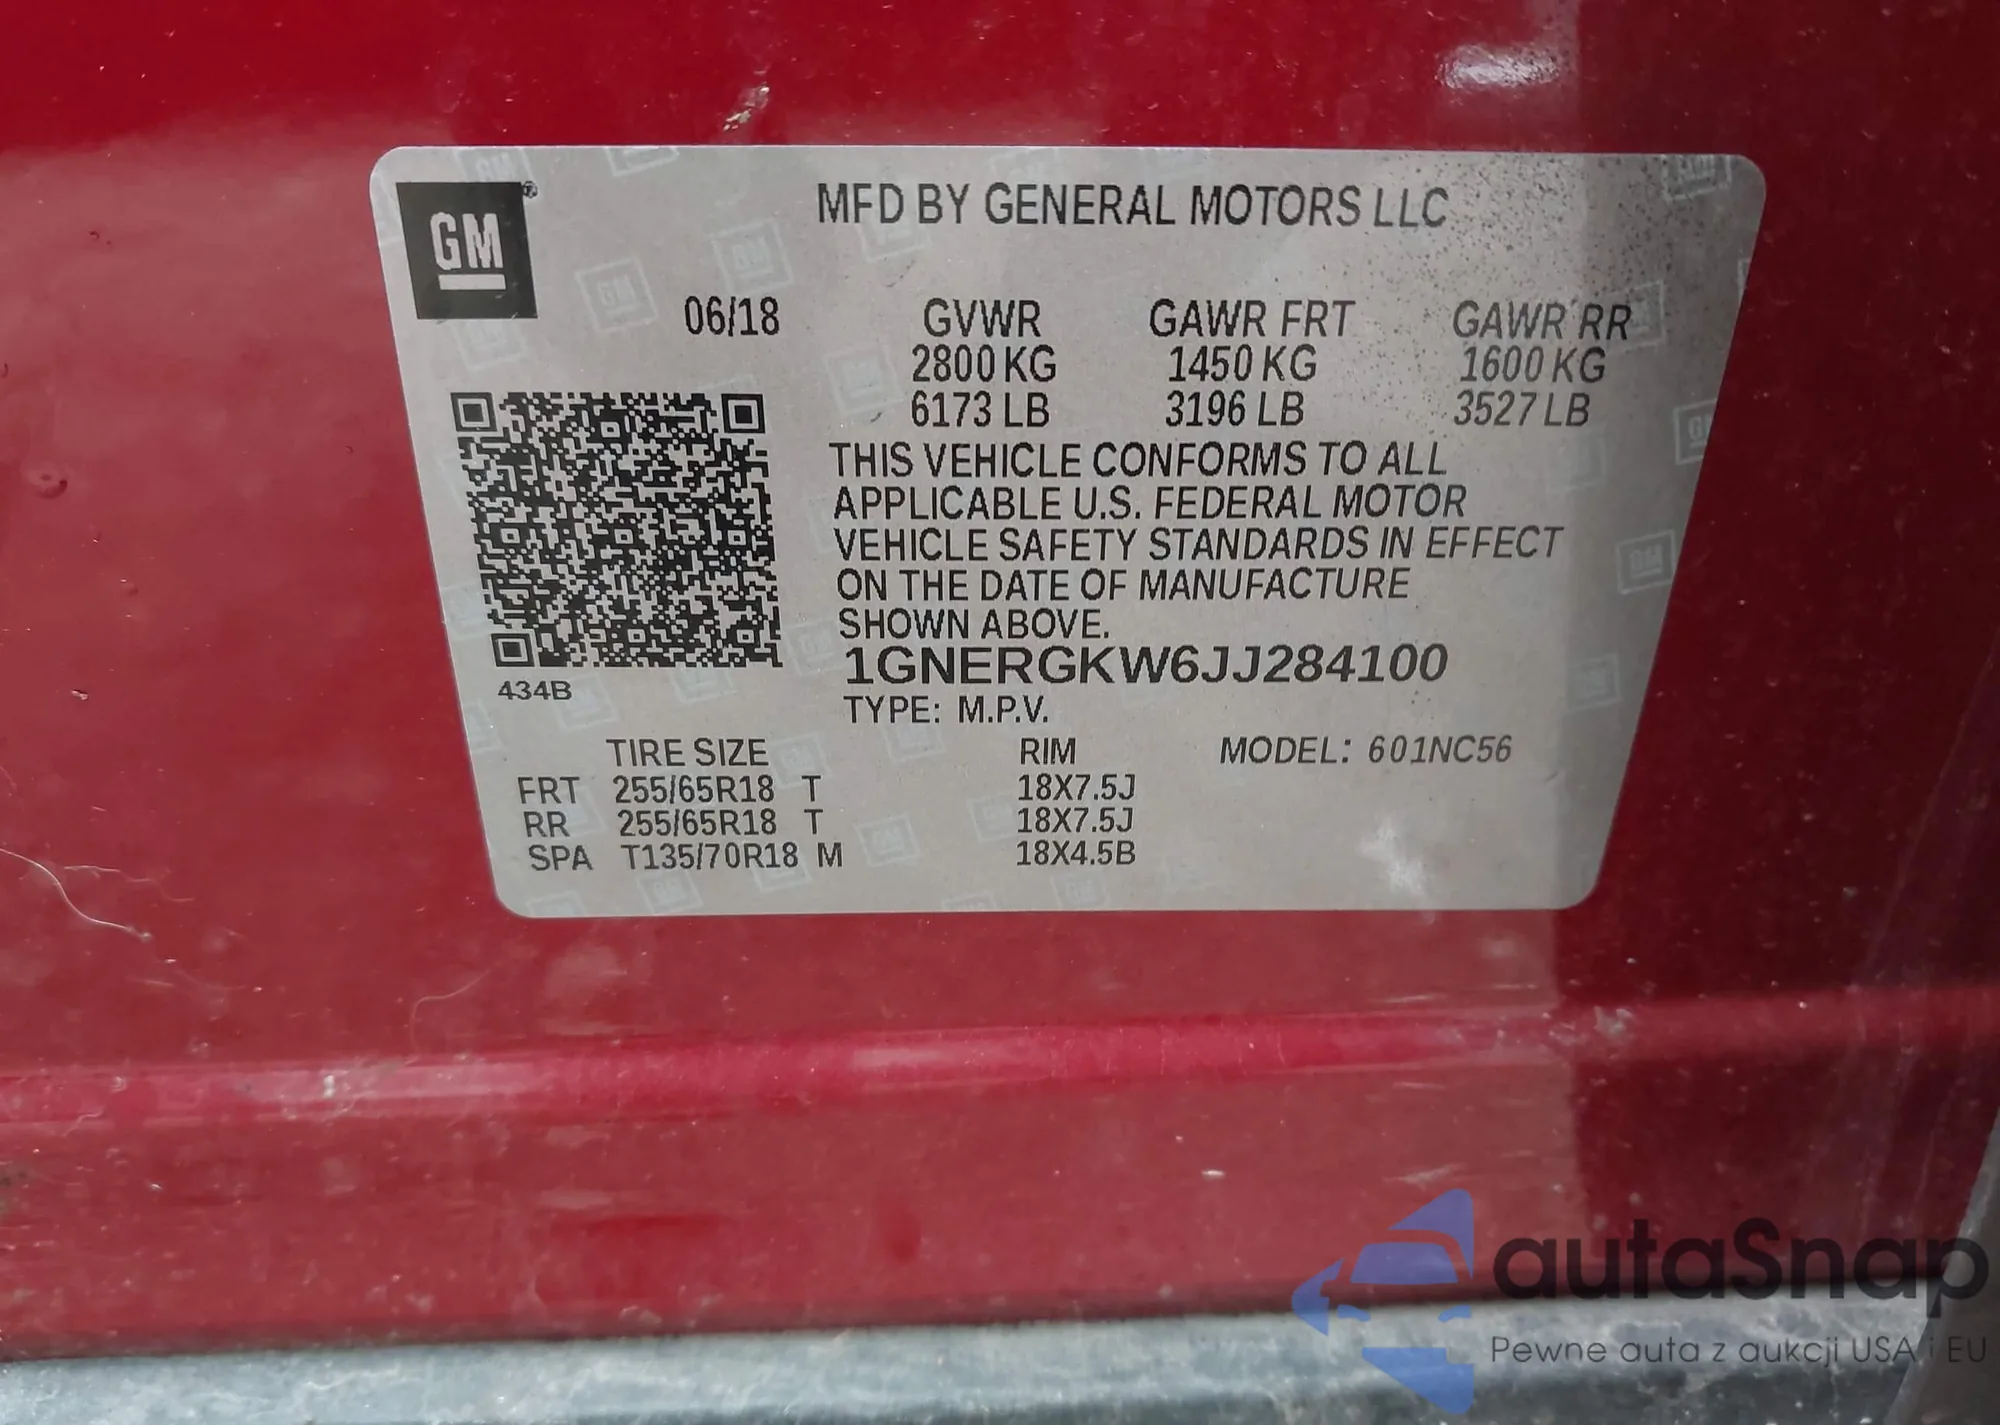 GM
MFD BY GENERAL MOTORS LLC
06/18 GVWR GAWR FRT GAWR RR
2800 KG 1450 KG 1600 KG
6173 LB 3196 LB 3527 LB
THIS VEHICLE CONFORMS TO ALL
APPLICABLE U.S. FEDERAL MOTOR
VEHICLE SAFETY STANDARDS IN EFFECT
ON THE DATE OF MANUFACTURE
SHOWN ABOVE.
1GNERGKW6JJ284100
434B
TYPE: M.P.V.
TIRE SIZE RIM MODEL: 601NC56
FRT 255/65R18 T 18X7.5J
RR 255/65R18 T 18X7.5J
SPA T135/70R18 M 18X4.5B
autaSnap
Pewne auta z aukcji USA i EU